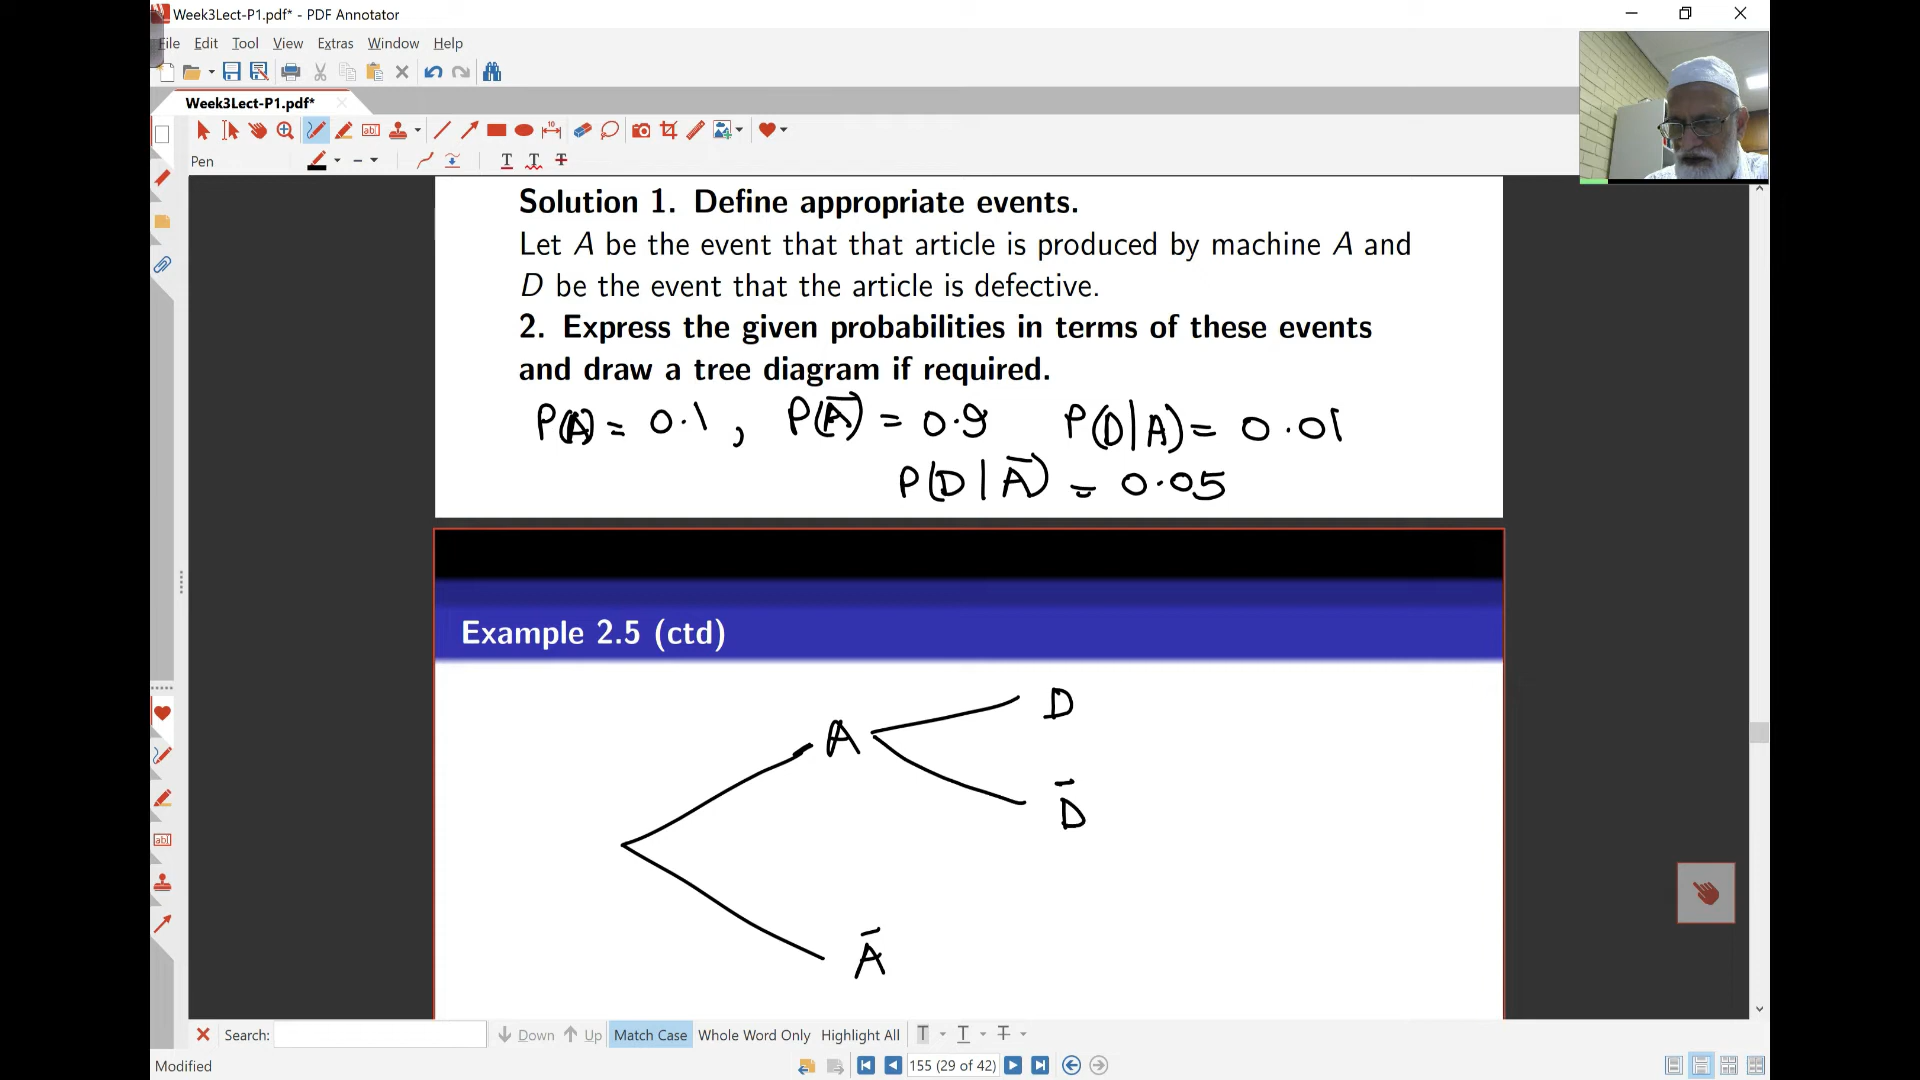 Week3Lect-P1.pdf* - PDF Annotator
File Edit Tool View Extras Window Help
Week3Lect-P1.pdf*
Pen
Solution 1. Define appropriate events.
Let A be the event that that article is produced by machine A and
D be the event that the article is defective.
2. Express the given probabilities in terms of these events
and draw a tree diagram if required.
P(A) = 0.1 , P(A̅) = 0.9 P(D|A) = 0.01
P(D|A̅) = 0.05
Example 2.5 (ctd)
D
A
D̅
A̅
Search: Down Up Match Case Whole Word Only Highlight All T T T
Modified 155 (29 of 42)